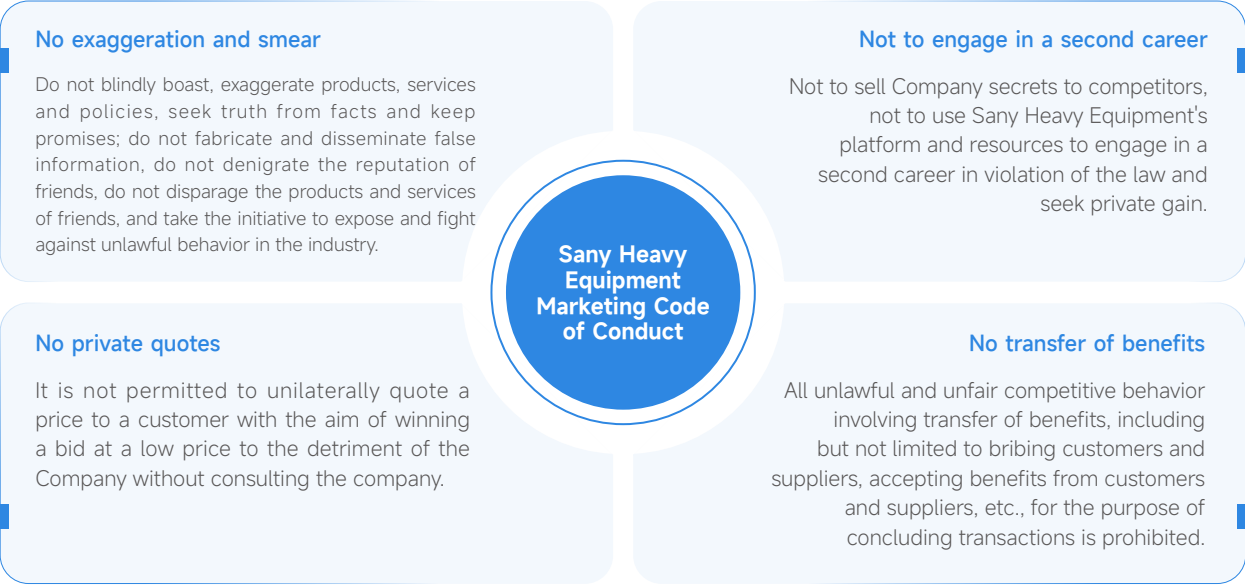 No exaggeration and smear
Do not blindly boast, exaggerate products, services
and policies, seek truth from facts and keep
promises; do not fabricate and disseminate false
information, do not denigrate the reputation of
friends, do not disparage the products and services
of friends, and take the initiative to expose and fight
against unlawful behavior in the industry.
Not to engage in a second career
Not to sell Company secrets to competitors,
not to use Sany Heavy Equipment's
platform and resources to engage in a
second career in violation of the law and
seek private gain.
Sany Heavy
Equipment
Marketing Code
of Conduct
No private quotes
It is not permitted to unilaterally quote a
price to a customer with the aim of winning
a bid at a low price to the detriment of the
Company without consulting the company.
No transfer of benefits
All unlawful and unfair competitive behavior
involving transfer of benefits, including
but not limited to bribing customers and
suppliers, accepting benefits from customers
and suppliers, etc., for the purpose of
concluding transactions is prohibited.